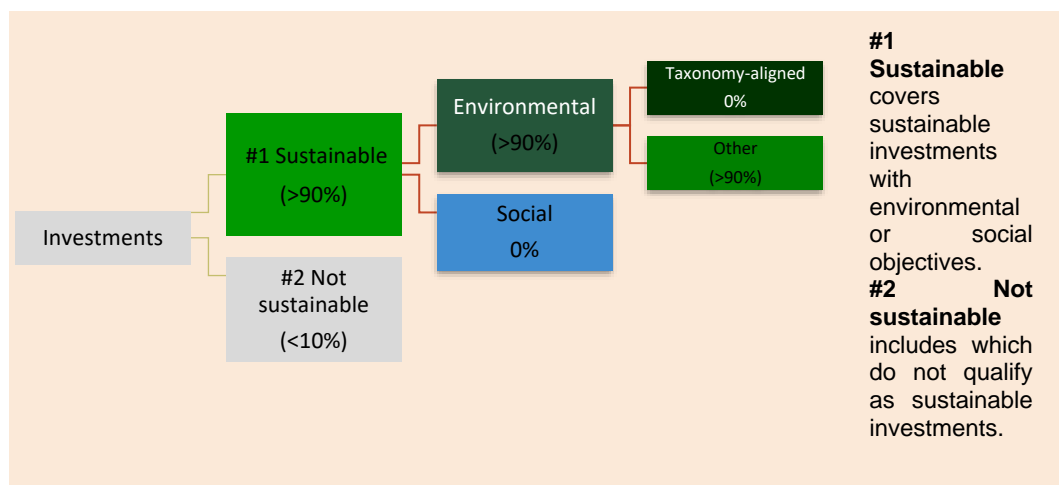 Investments
#1 Sustainable
(>90%)
#2 Not
sustainable
(<10%)
Environmental
(>90%)
Social
0%
Taxonomy-aligned
0%
Other
(>90%)
#1
Sustainable
covers
sustainable
investments
with
environmental
or social
objectives.
#2 Not
sustainable
includes which
do not qualify
as sustainable
investments.